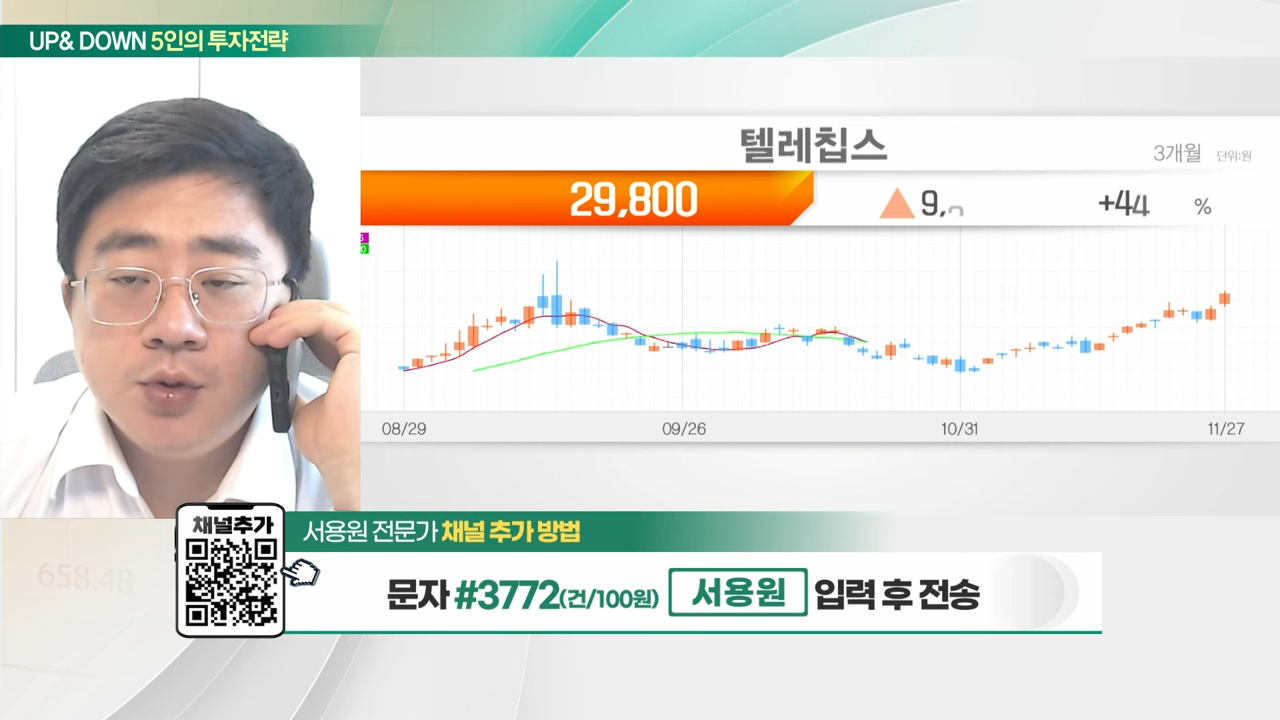 UP& DOWN 5인의 투자전략
텔레칩스
3개월 단위:원
29,800
▲ 9,
+44 %
08/29 09/26 10/31 11/27
채널추가
서용원 전문가 채널 추가 방법
658.48
문자 #3772(건/100원) 서용원 입력 후 전송